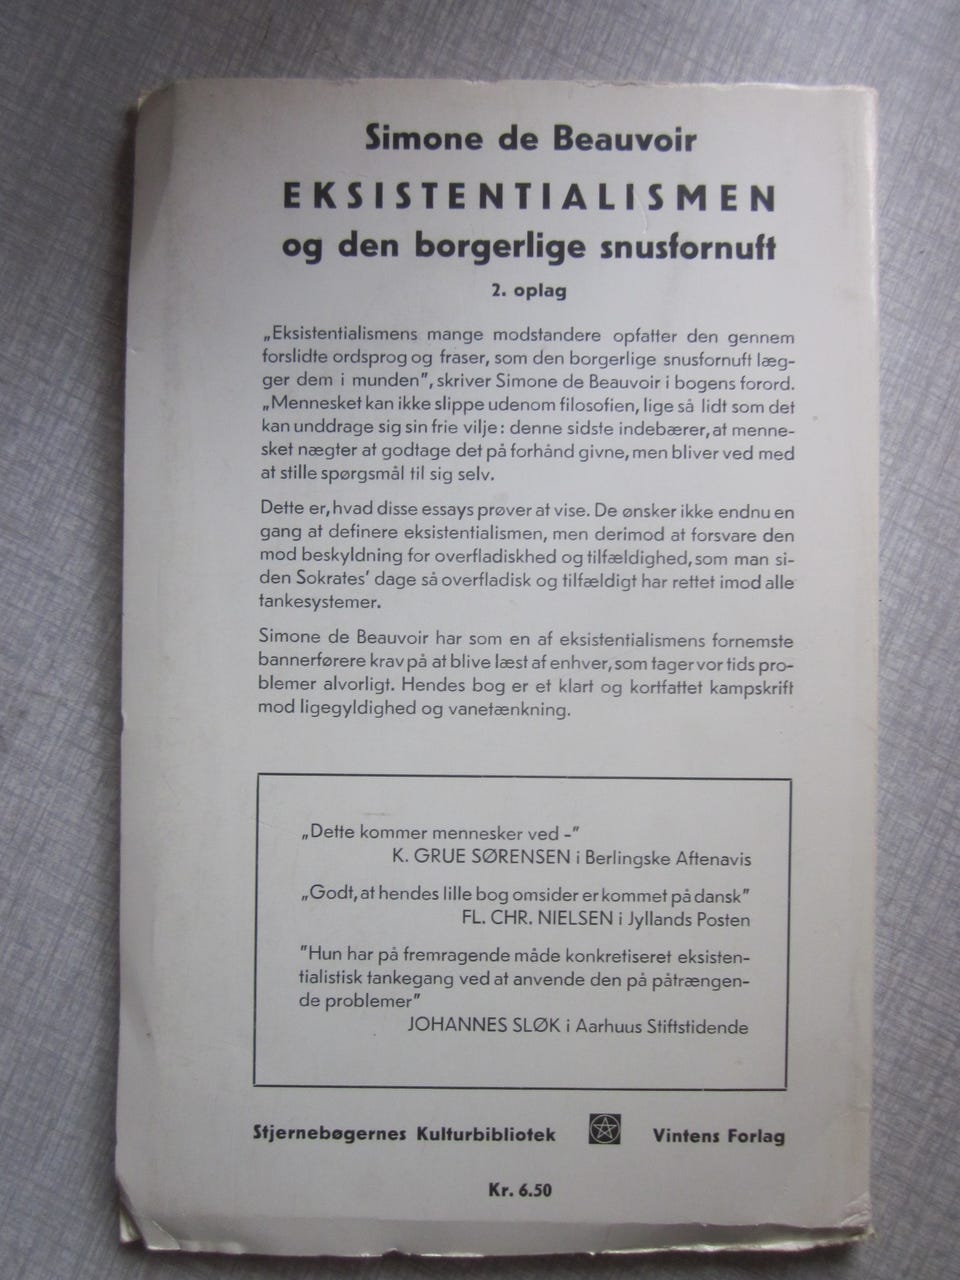 Simone de Beauvoir
EKSISTENTIALISMEN
og den borgerlige snusfornuft
2. oplag
„Eksistentialismens mange modstandere opfatter den gennem
forslidte ordsprog og fraser, som den borgerlige snusfornuft læg-
ger dem i munden”, skriver Simone de Beauvoir i bogens forord.
„Mennesket kan ikke slippe udenom filosofien, lige så lidt som det
kan unddrage sig sin frie vilje: denne sidste indebærer, at menne-
sket nægter at godtage det på forhånd givne, men bliver ved med
at stille spørgsmål til sig selv.
Dette er, hvad disse essays prøver at vise. De ønsker ikke endnu en
gang at definere eksistentialismen, men derimod at forsvare den
mod beskyldning for overfladiskhed og tilfældighed, som man si-
den Sokrates’ dage så overfladisk og tilfældigt har rettet imod alle
tankesystemer.
Simone de Beauvoir har som en af eksistentialismens fornemste
bannerførere krav på at blive læst af enhver, som tager vor tids pro-
blemer alvorligt. Hendes bog er et klart og kortfattet kampskrift
mod ligegyldighed og vanetænkning.
„Dette kommer mennesker ved –”
K. GRUE SØRENSEN i Berlingske Aftenavis
„Godt, at hendes lille bog omsider er kommet på dansk”
FL. CHR. NIELSEN i Jyllands Posten
”Hun har på fremragende måde konkretiseret eksisten-
tialistisk tankegang ved at anvende den på påtrængen-
de problemer”
JOHANNES SLØK i Aarhuus Stiftstidende
Stjernebøgernes Kulturbibliotek Vintens Forlag
Kr. 6.50